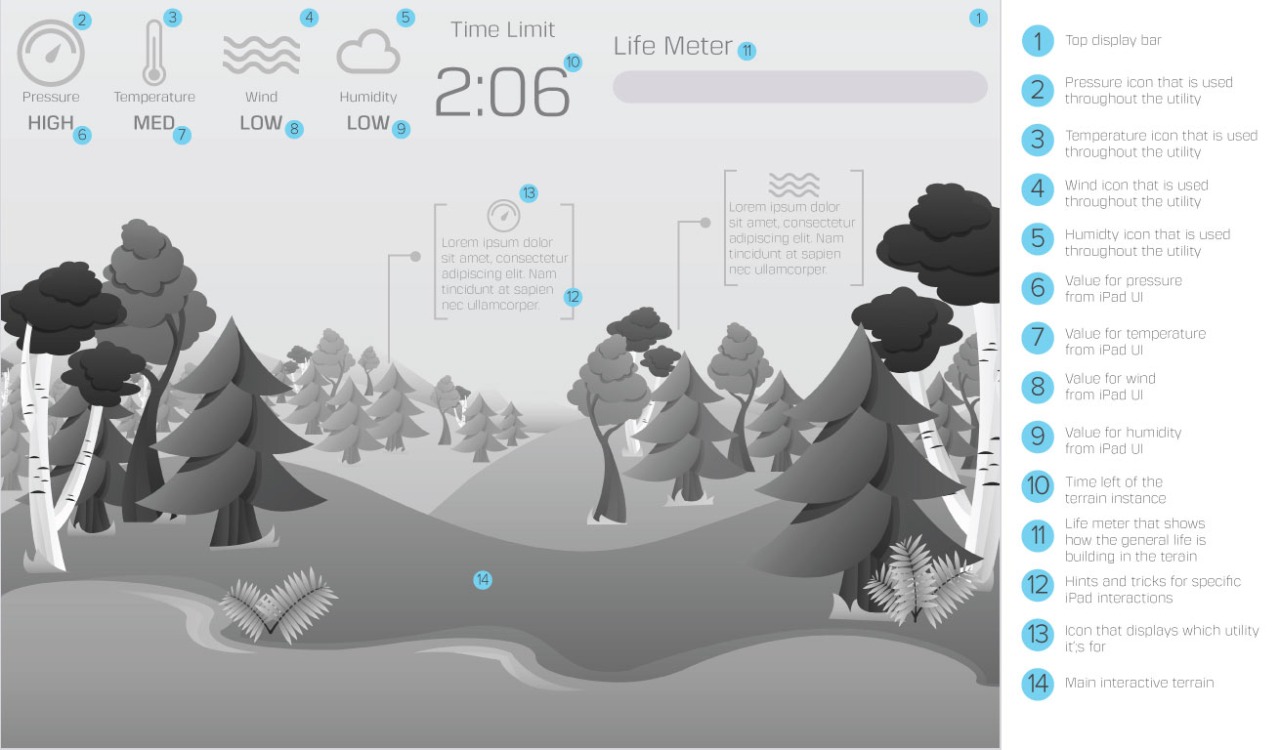 2
3
4
5
1
Time Limit
Life Meter
11
10
2:06
Pressure
Temperature
Wind
Humidity
HIGH
MED
LOW
LOW
6
7
8
9
13
Lorem ipsum dolor
sit amet, consectetur
adipiscing elit. Nam
tincidunt at sapien
nec ullamcorper.
12
Lorem ipsum dolor
sit amet, consectetur
adipiscing elit. Nam
tincidunt at sapien
nec ullamcorper.
14
1
Top display bar
2
Pressure icon that is used
throughout the utility
3
Temperature icon that is used
throughout the utility
4
Wind icon that is used
throughout the utility
5
Humidty icon that is used
throughout the utility
6
Value for pressure
from iPad UI
7
Value for temperature
from iPad UI
8
Value for wind
from iPad UI
9
Value for humidity
from iPad UI
10
Time left of the
terrain instance
11
Life meter that shows
how the general life is
building in the terain
12
Hints and tricks for specific
iPad interactions
13
Icon that displays which utility
it';s for
14
Main interactive terrain